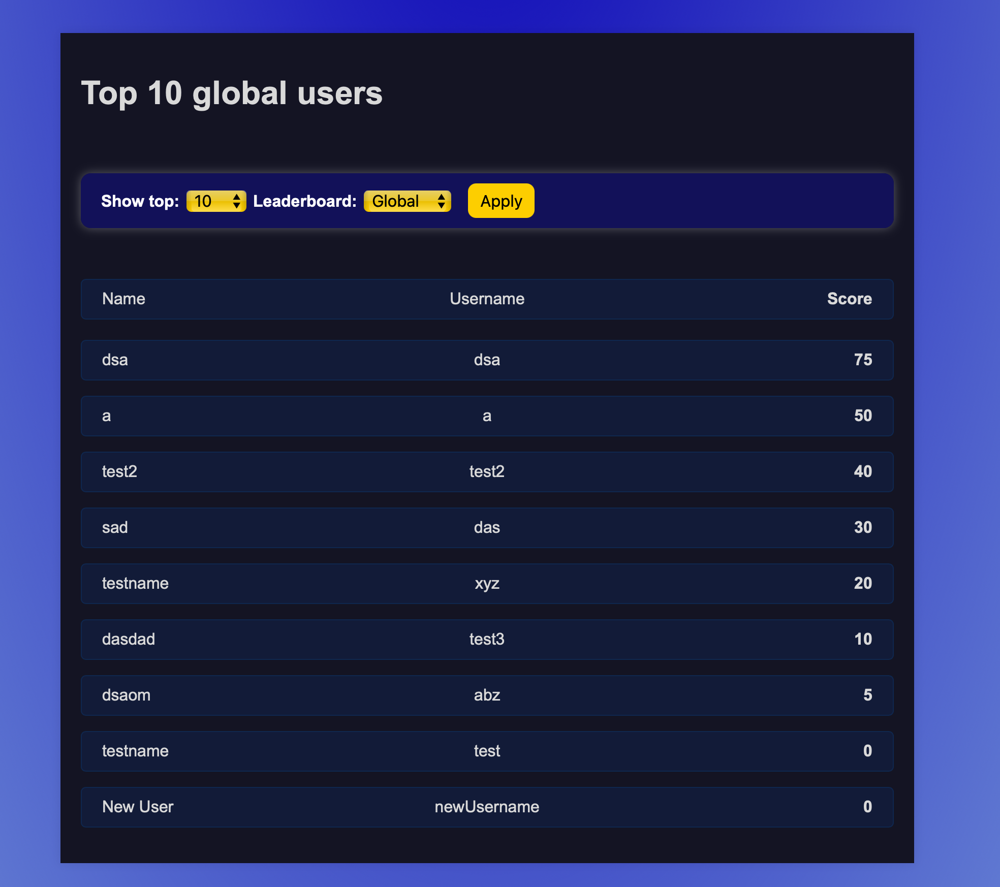 Top 10 global users
Show top: 10 Leaderboard: Global Apply
Name Username Score
dsa dsa 75
a a 50
test2 test2 40
sad das 30
testname xyz 20
dasdad test3 10
dsaom abz 5
testname test 0
New User newUsername 0